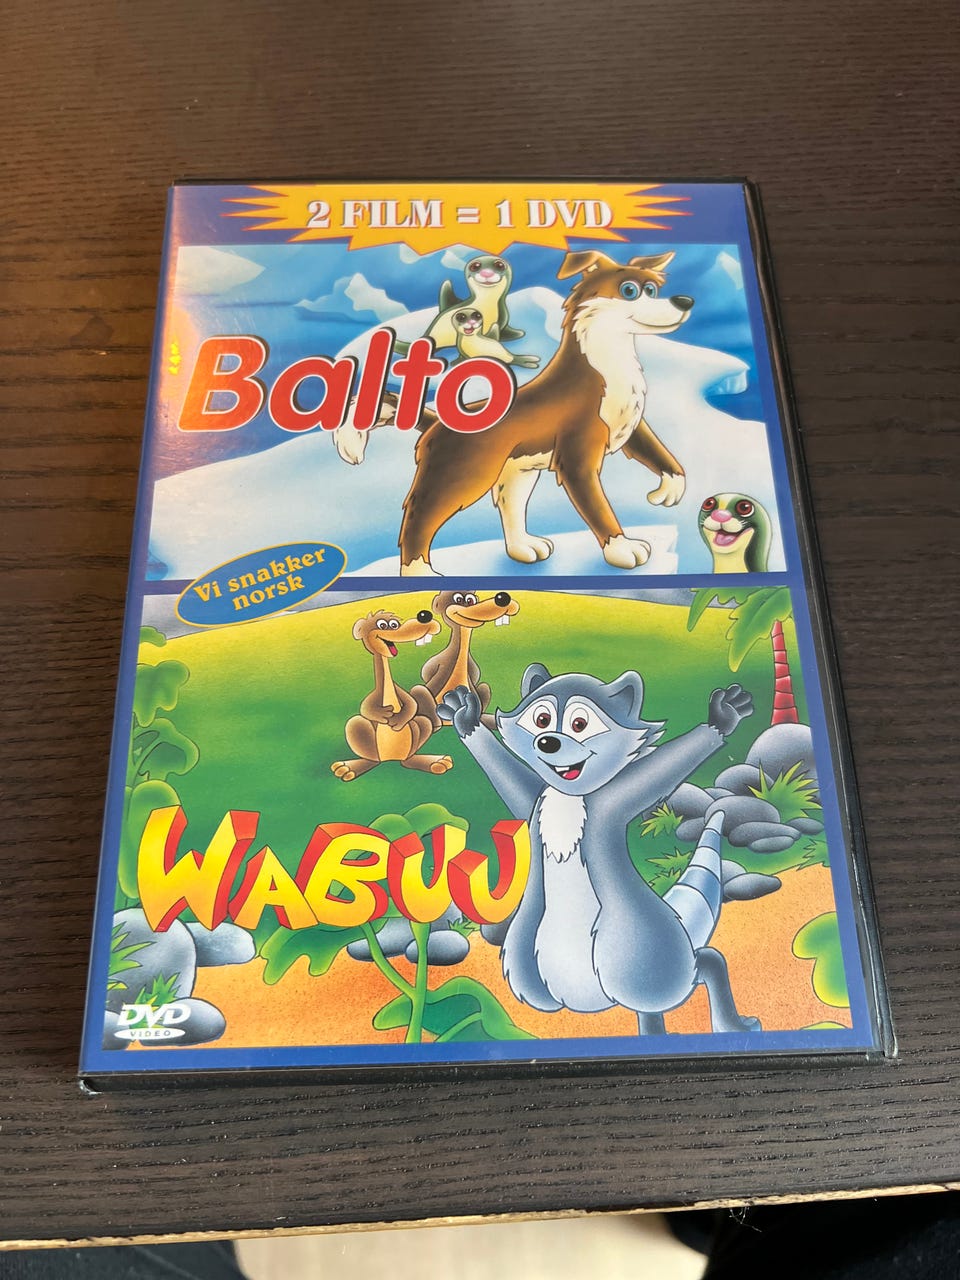 2 FILM = 1 DVD
Balto
Vi snakker
norsk
WABUU
DVD
VIDEO